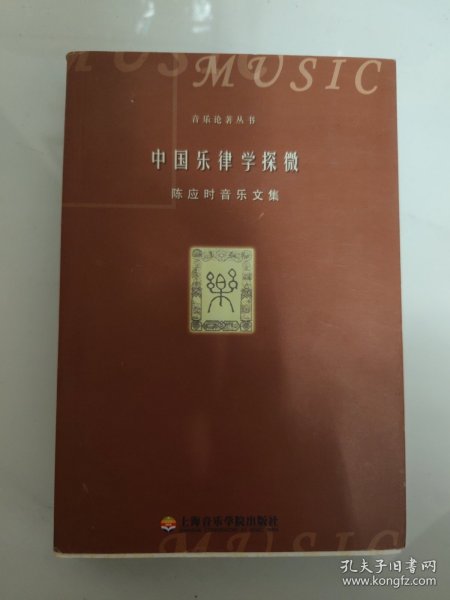 MUSIC
MUSIC
音乐论著丛书
中国乐律学探微
陈应时音乐文集
樂
上海音乐学院出版社
MUSIC
孔夫子旧书网
www.kongfz.com